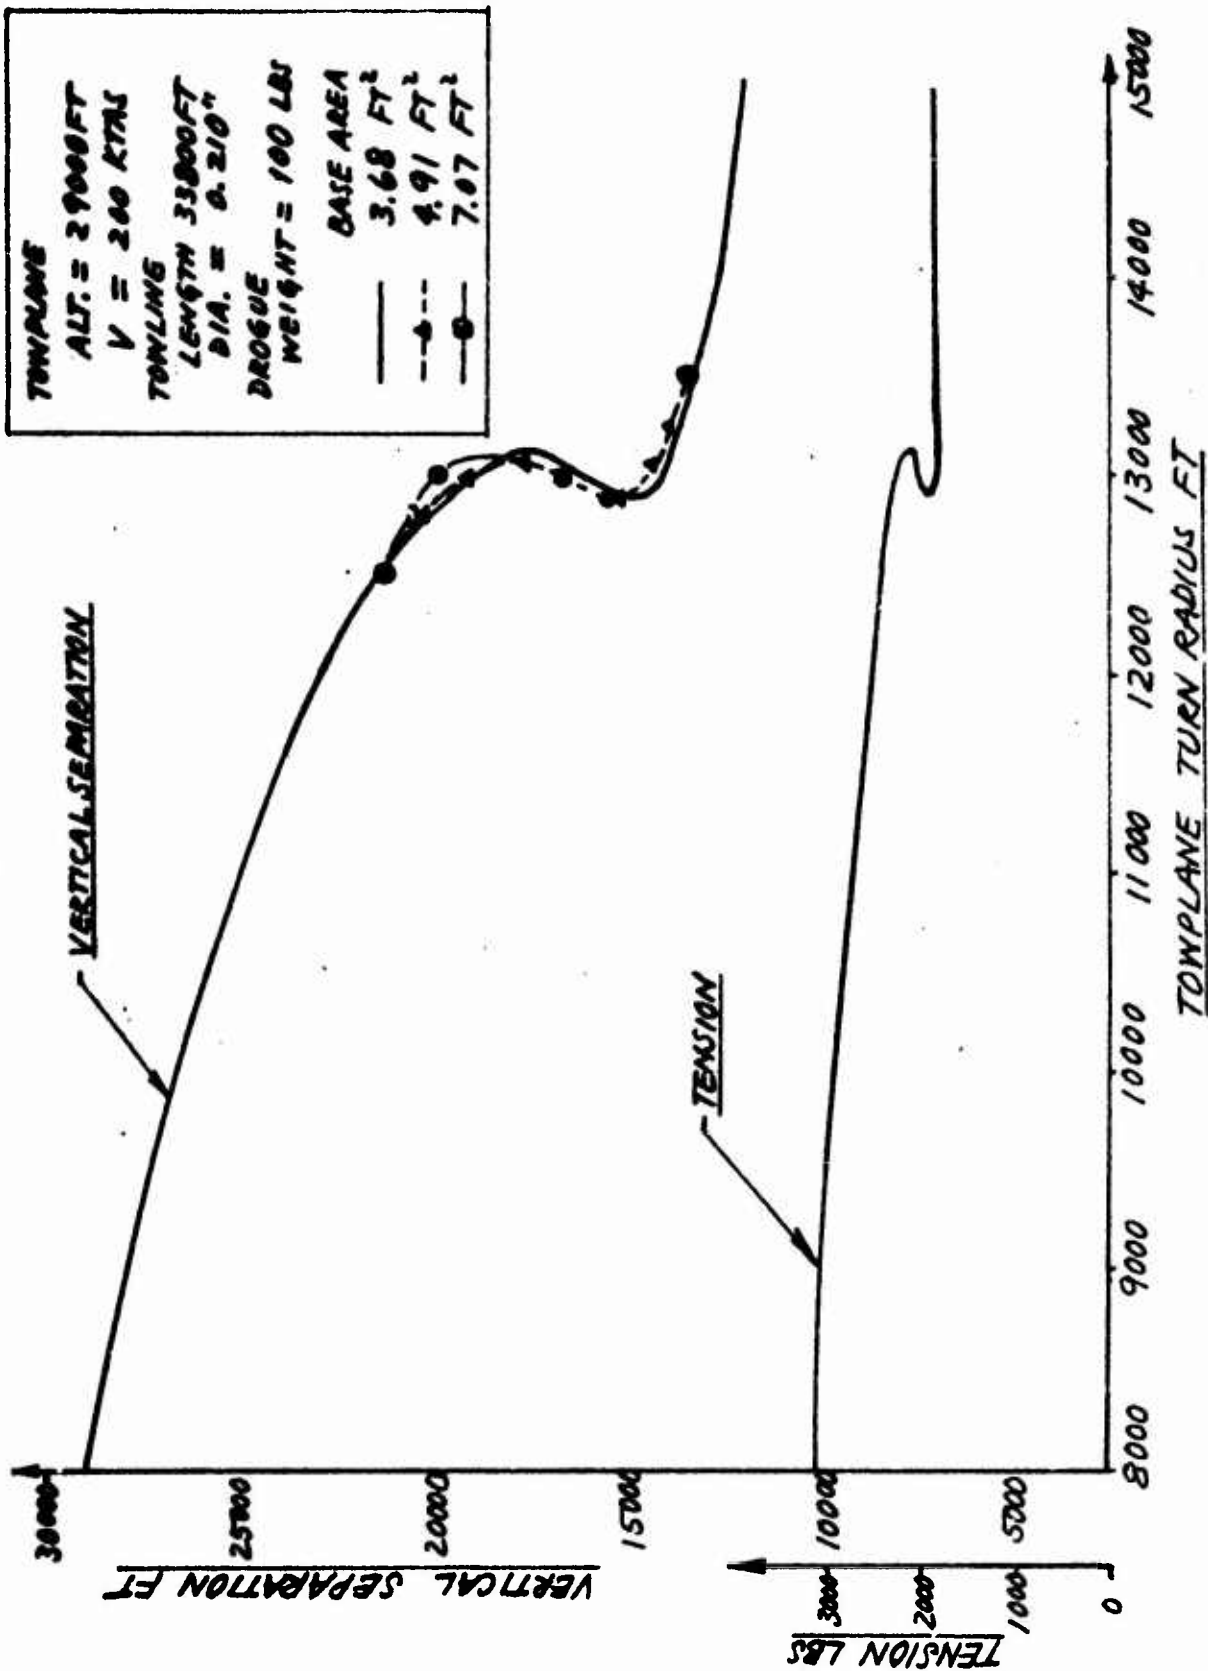 TOWPLANE
ALT. = 29000FT
V = 200 KTAS
TOWLINE
LENGTH 33800FT
DIA. = 0.210"
DROGUE
WEIGHT = 100 LBS
BASE AREA
3.68 FT²
4.91 FT²
7.07 FT²
VERTICAL SEPARATION
TENSION
VERTICAL SEPARATION FT
30000
25000
20000
15000
10000
5000
TENSION LBS
3000
2000
1000
0
8000 9000 10000 11000 12000 13000 14000 15000
TOWPLANE TURN RADIUS FT